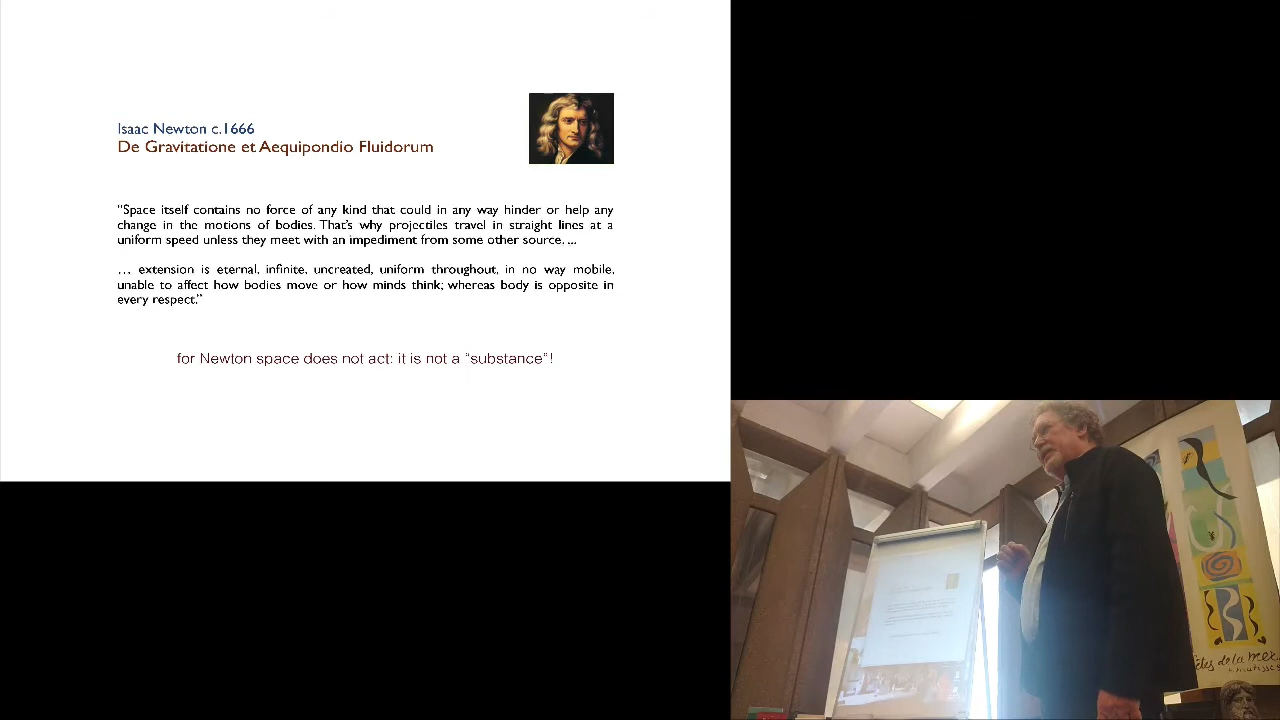 Isaac Newton c.1666
De Gravitatione et Aequipondio Fluidorum
“Space itself contains no force of any kind that could in any way hinder or help any
change in the motions of bodies. That's why projectiles travel in straight lines at a
uniform speed unless they meet with an impediment from some other source. ...
... extension is eternal, infinite, uncreated, uniform throughout, in no way mobile,
unable to affect how bodies move or how minds think; whereas body is opposite in
every respect.”
for Newton space does not act: it is not a “substance”!
de la mer